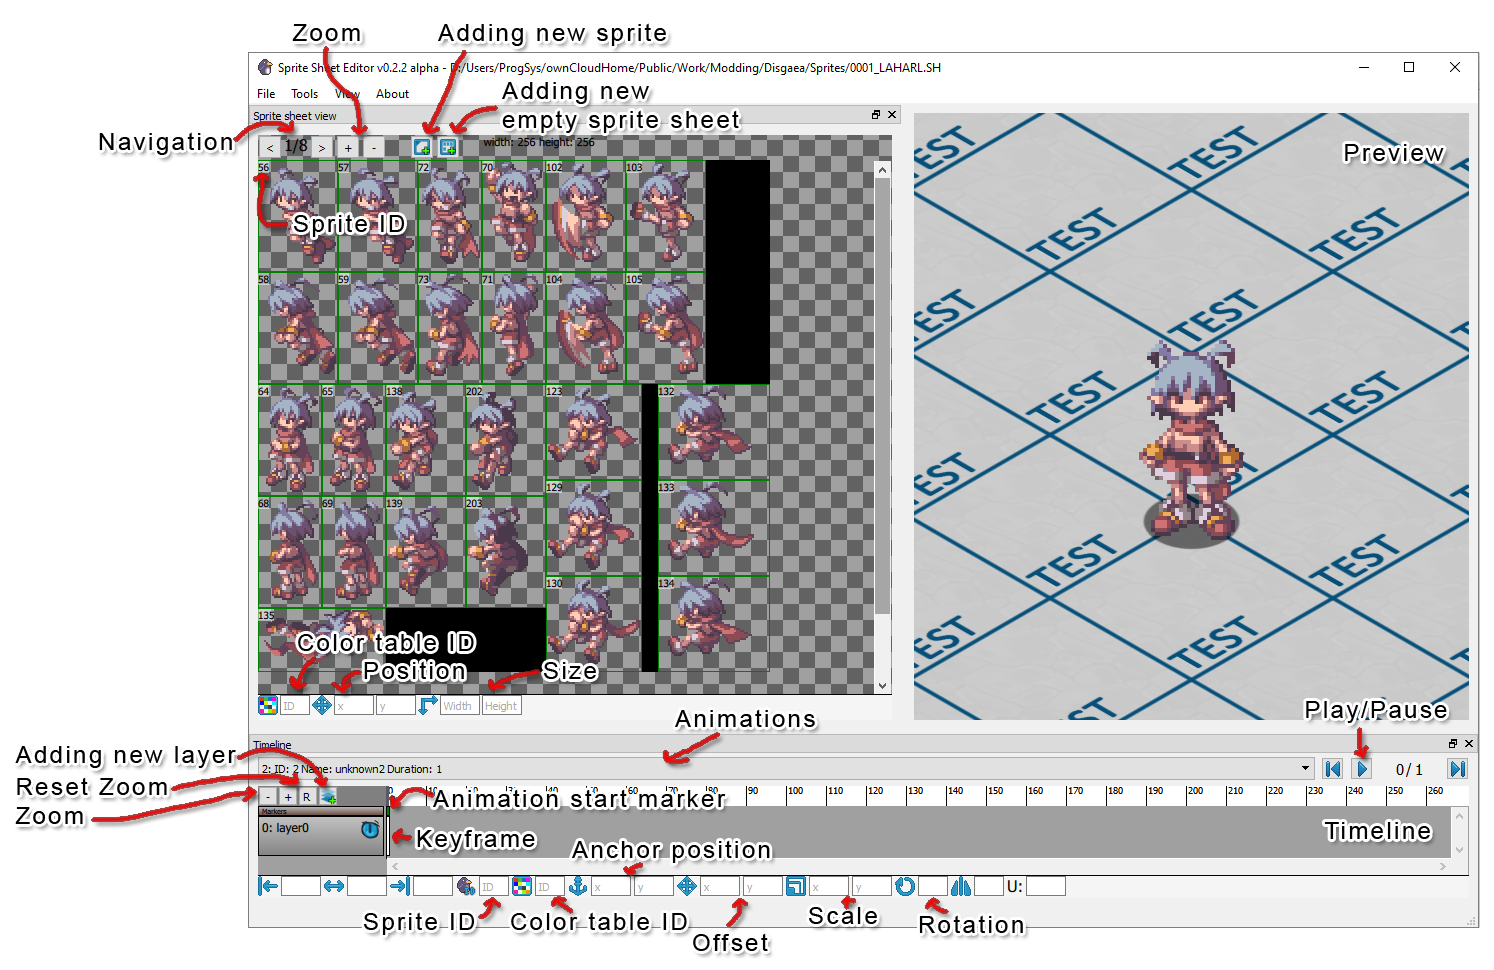 Zoom
Adding new sprite
Sprite Sheet Editor v0.2.2 alpha - D:/Users/ProgSys/ownCloudHome/Public/Work/Modding/Disgaea/Sprites/0001_LAHARL.SH
File Tools View About
Adding new
empty sprite sheet
Sprite sheet view
Navigation
< 1/8 > + -
width: 256 height: 256
Preview
56 57 72 70 102 103
Sprite ID
58 59 73 71 104 105
64 65 138 202 123 132
129 133
68 69 139 203
130 134
135
Color table ID
Position
Size
ID x y Width Height
TEST
TEST
TEST
TEST
TEST
TEST
TEST
TEST
TEST
TEST
TEST
TEST
Animations
Play/Pause
Adding new layer
Timeline
2: ID: 2 Name: unknown2 Duration: 1
0/1
Reset Zoom
Zoom
- + R
0 10 60 70 80 90 100 110 120 130 140 150 160 170 180 190 200 210 220 230 240 250 260
Animation start marker
Markers
0: layer0
Keyframe
Timeline
Anchor position
ID ID x y x y x y U:
Sprite ID
Color table ID
Offset
Scale
Rotation